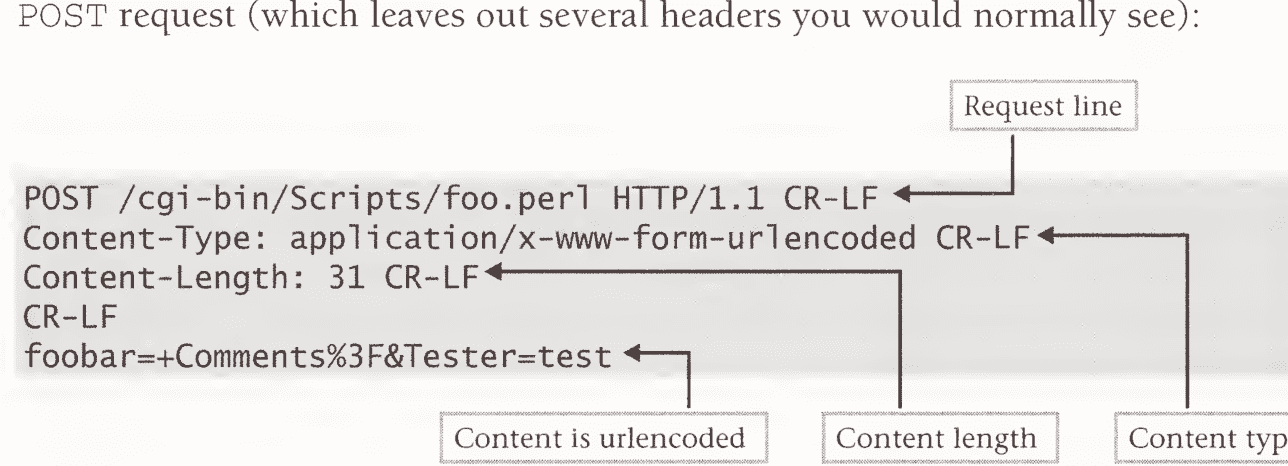 POST request (which leaves out several headers you would normally see):
Request line
POST /cgi-bin/Scripts/foo.perl HTTP/1.1 CR-LF
Content-Type: application/x-www-form-urlencoded CR-LF
Content-Length: 31 CR-LF
CR-LF
foobar=+Comments%3F&Tester=test
Content is urlencoded
Content length
Content typ